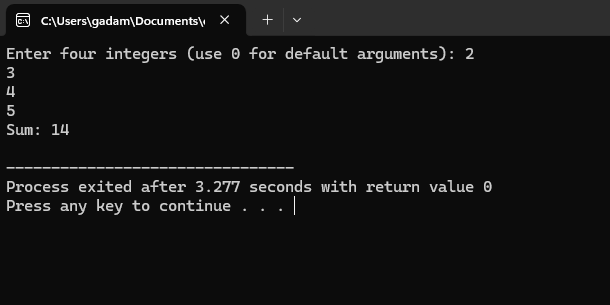 C:\Users\gadam\Documents\
Enter four integers (use 0 for default arguments): 2
3
4
5
Sum: 14
--------------------------------
Process exited after 3.277 seconds with return value 0
Press any key to continue . . .